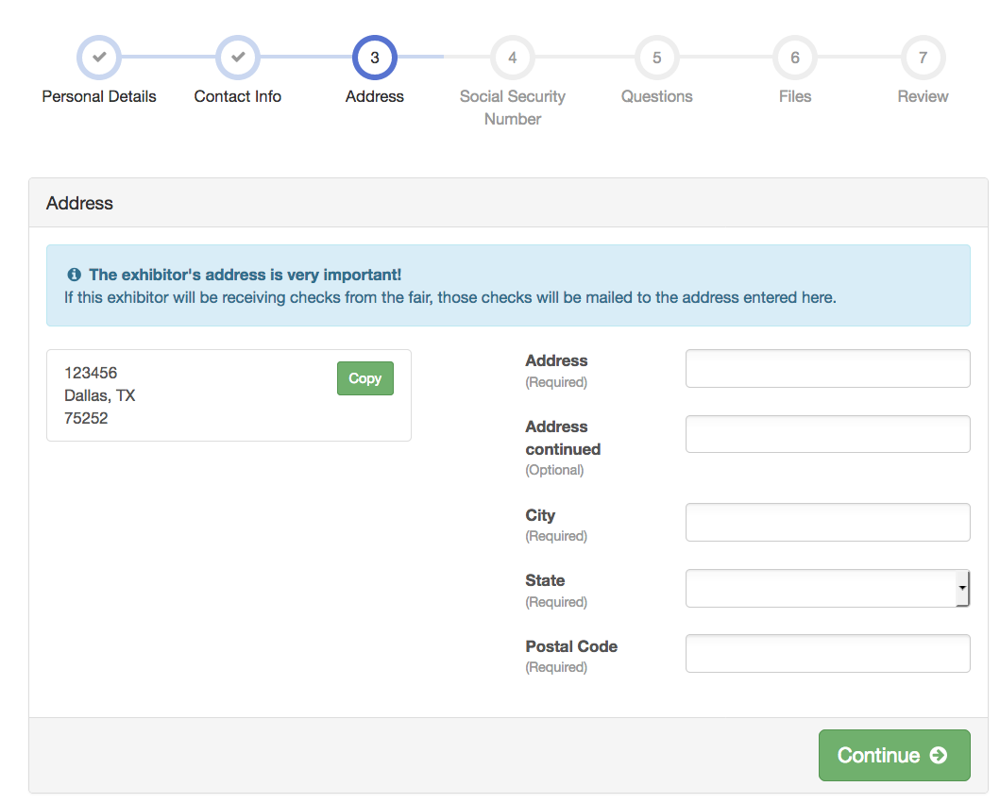 3
4
5
6
7
Personal Details
Contact Info
Address
Social Security
Number
Questions
Files
Review
Address
The exhibitor's address is very important!
If this exhibitor will be receiving checks from the fair, those checks will be mailed to the address entered here.
123456
Dallas, TX
75252
Copy
Address
(Required)
Address
continued
(Optional)
City
(Required)
State
(Required)
Postal Code
(Required)
Continue